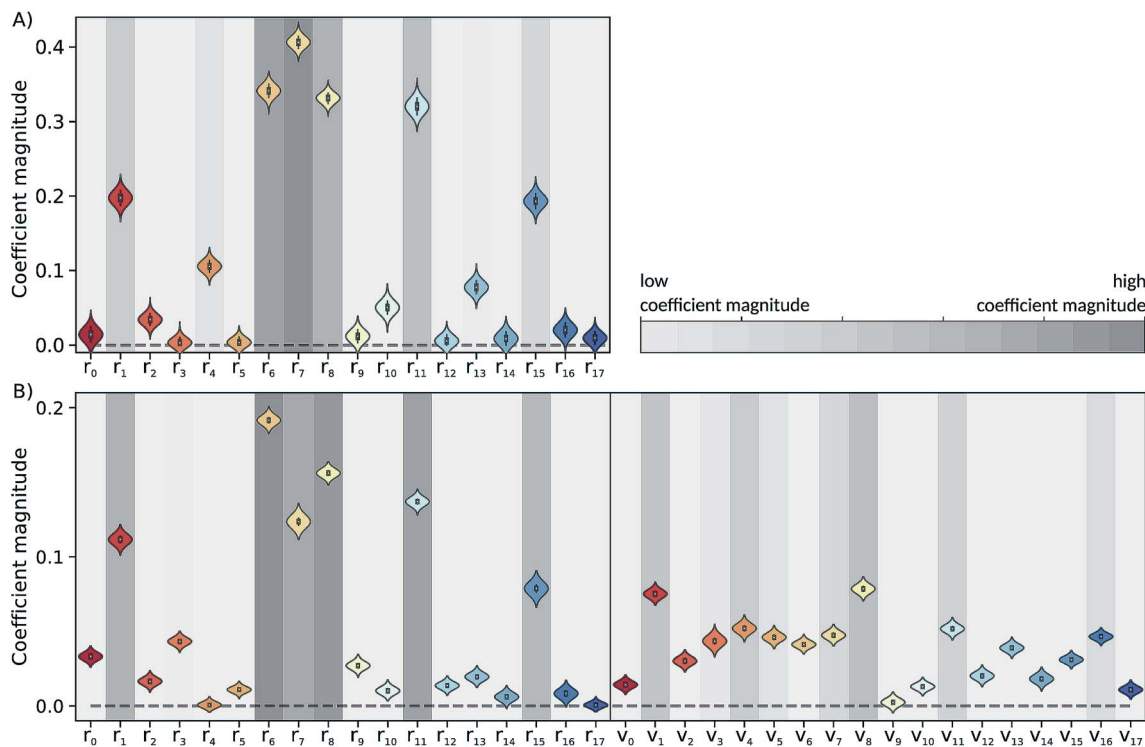 A)
Coefficient magnitude
0.4
0.3
0.2
0.1
0.0
r₀ r₁ r₂ r₃ r₄ r₅ r₆ r₇ r₈ r₉ r₁₀ r₁₁ r₁₂ r₁₃ r₁₄ r₁₅ r₁₆ r₁₇
low high
coefficient magnitude coefficient magnitude
B)
Coefficient magnitude
0.2
0.1
0.0
r₀ r₁ r₂ r₃ r₄ r₅ r₆ r₇ r₈ r₉ r₁₀ r₁₁ r₁₂ r₁₃ r₁₄ r₁₅ r₁₆ r₁₇ v₀ v₁ v₂ v₃ v₄ v₅ v₆ v₇ v₈ v₉ v₁₀ v₁₁ v₁₂ v₁₃ v₁₄ v₁₅ v₁₆ v₁₇